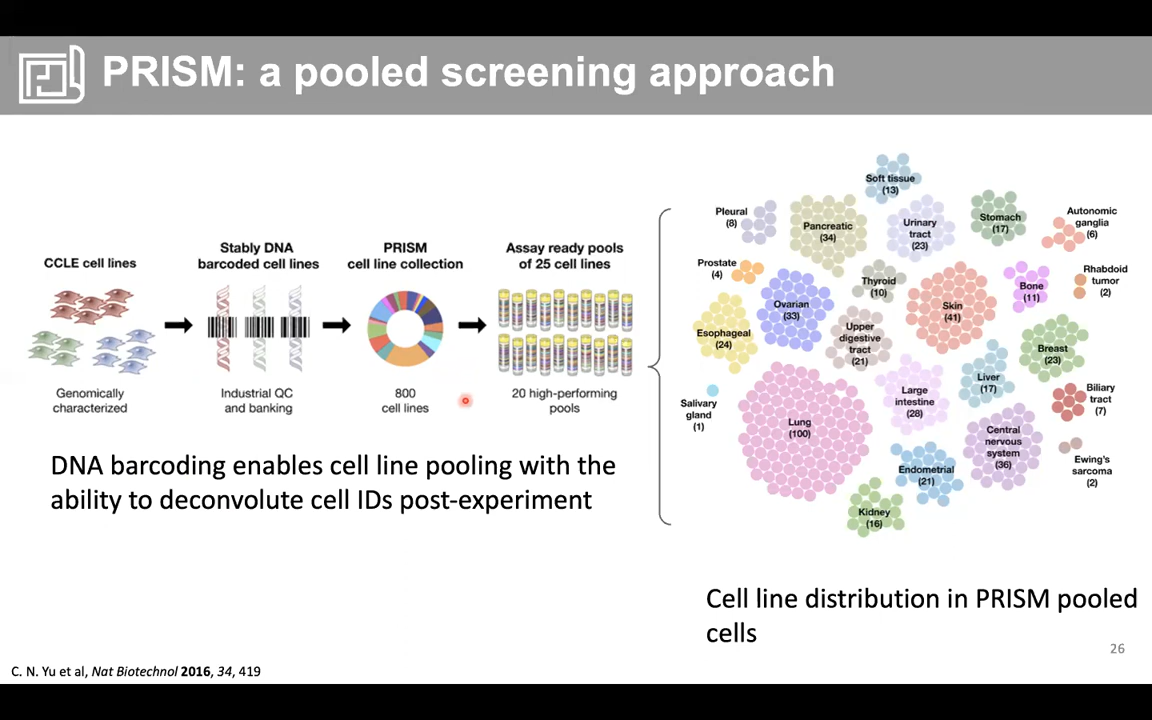 PRISM: a pooled screening approach
CCLE cell lines
Genomically
characterized
Stably DNA
barcoded cell lines
Industrial QC
and banking
PRISM
cell line collection
800
cell lines
Assay ready pools
of 25 cell lines
20 high-performing
pools
DNA barcoding enables cell line pooling with the
ability to deconvolute cell IDs post-experiment
Soft tissue
(13)
Pleural
(8)
Pancreatic
(34)
Urinary
tract
(23)
Stomach
(17)
Autonomic
ganglia
(6)
Prostate
(4)
Ovarian
(33)
Thyroid
(10)
Skin
(41)
Bone
(11)
Rhabdoid
tumor
(2)
Esophageal
(24)
Upper
digestive
tract
(21)
Breast
(23)
Salivary
gland
(1)
Lung
(100)
Large
intestine
(28)
Liver
(17)
Biliary
tract
(7)
Central
nervous
system
(36)
Endometrial
(21)
Ewing's
sarcoma
(2)
Kidney
(16)
Cell line distribution in PRISM pooled
cells
26
C. N. Yu et al, Nat Biotechnol 2016, 34, 419